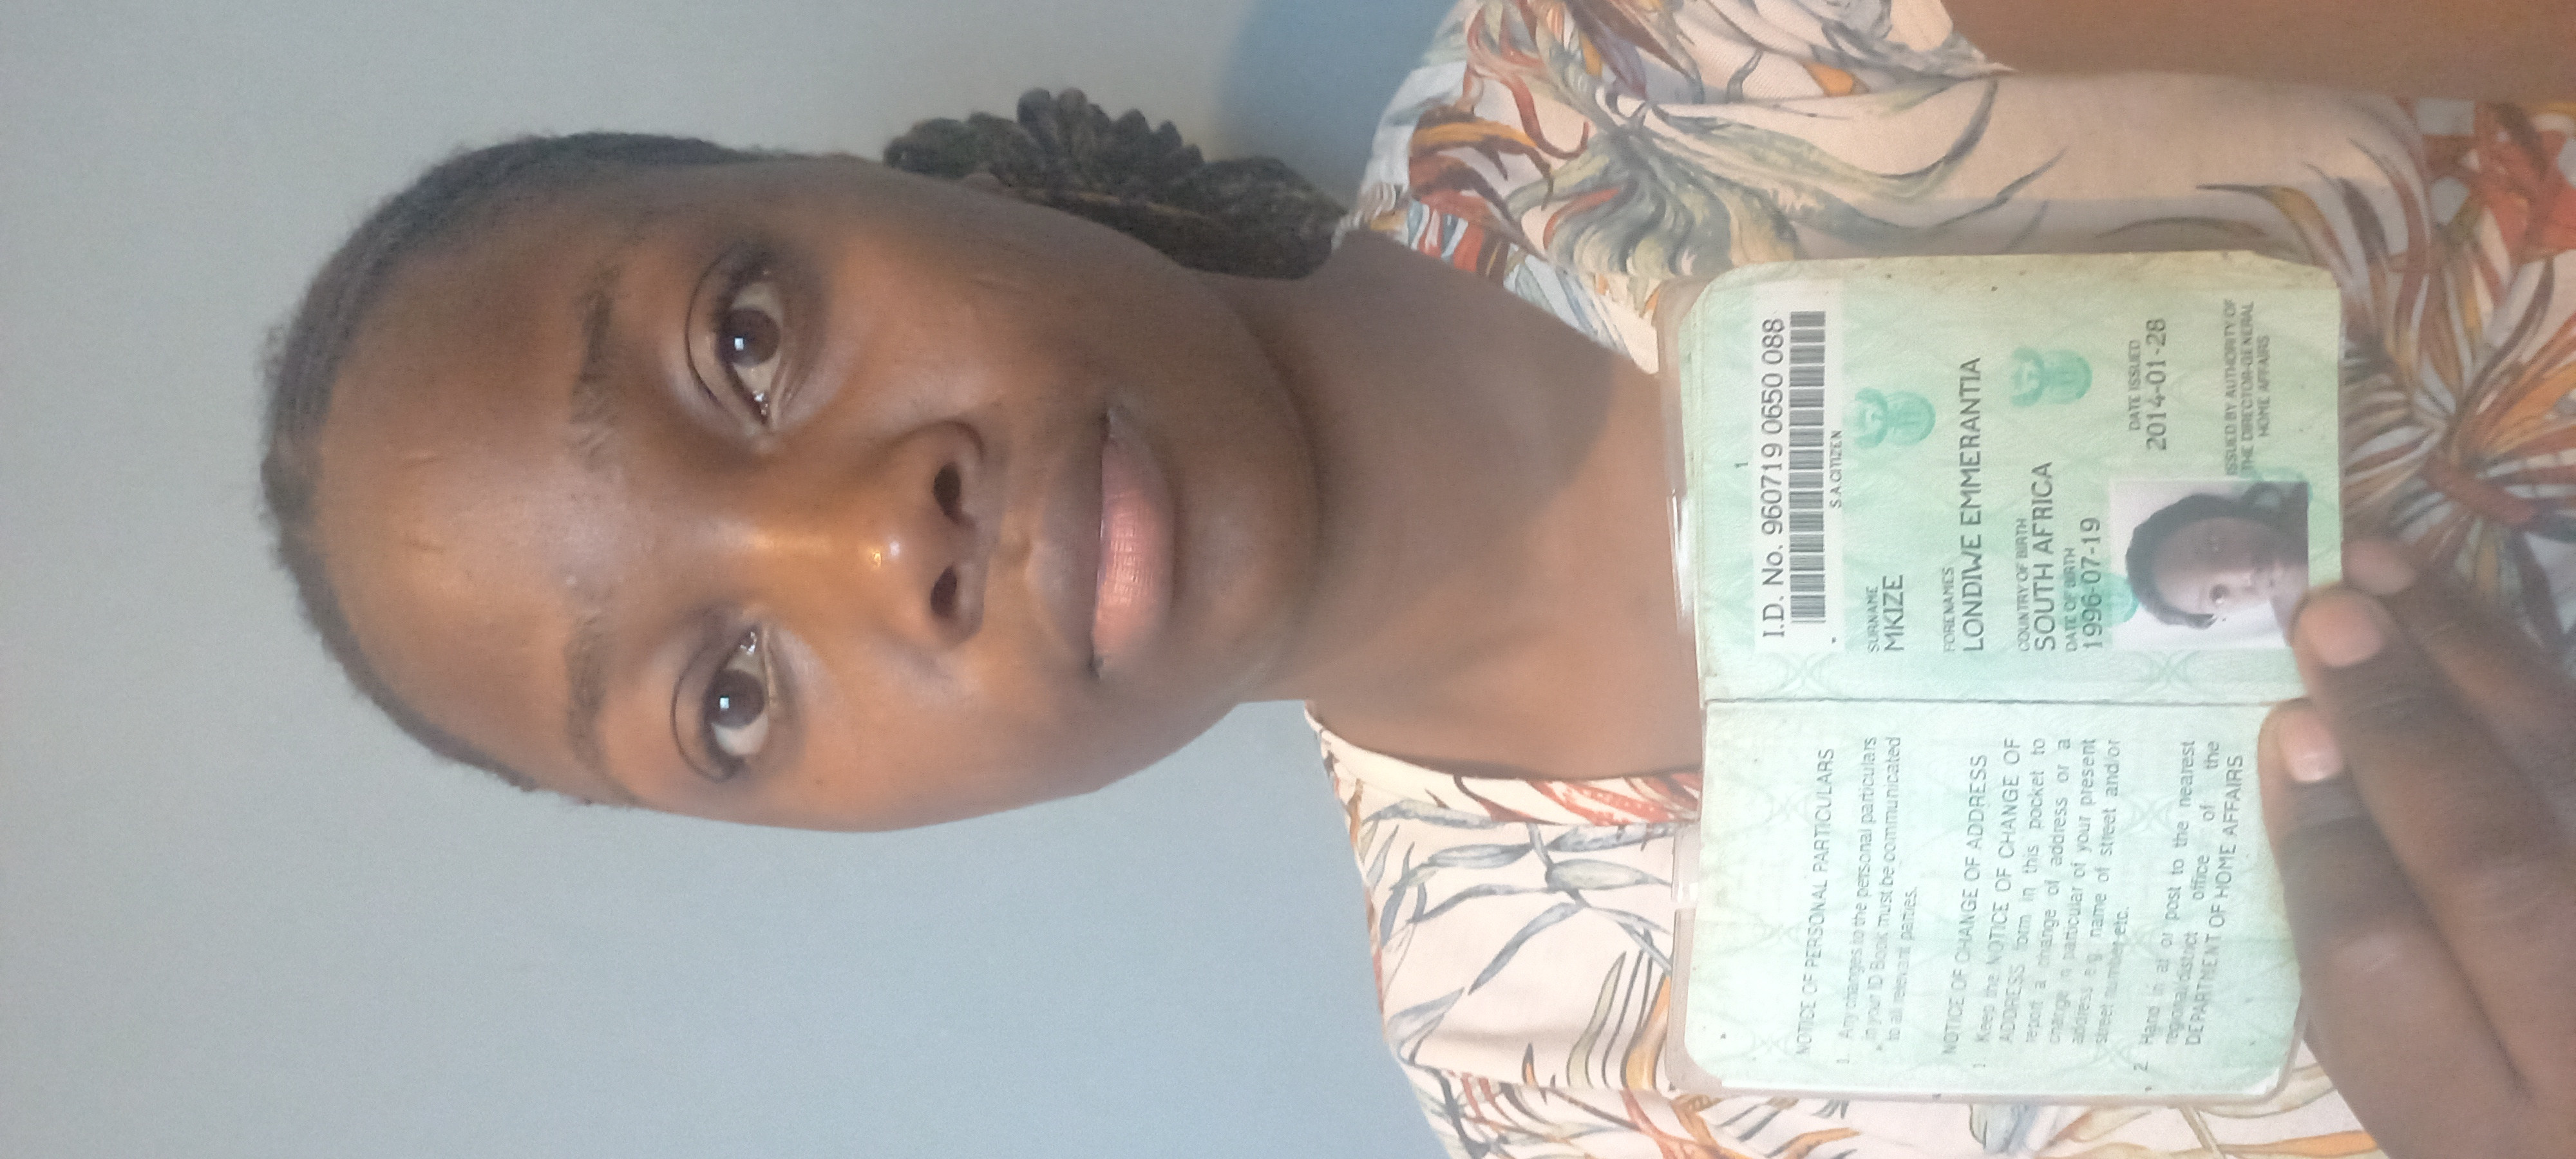 I.D. No. 960719 0650 088
1
S.A.CITIZEN
SURNAME
MKIZE
FORENAMES
LONDIWE EMMERANTIA
COUNTRY OF BIRTH
SOUTH AFRICA
DATE OF BIRTH
1996-07-19
DATE ISSUED
2014-01-28
ISSUED BY AUTHORITY OF
THE DIRECTOR-GENERAL
HOME AFFAIRS
NOTICE OF PERSONAL PARTICULARS
1. Any changes to the personal particulars
in your ID Book must be communicated
to all relevant parties.
NOTICE OF CHANGE OF ADDRESS
1 Keep the NOTICE OF CHANGE OF
ADDRESS form in this pocket to
report a change of address or a
change in particular of your present
address e.g. name of street and/or
street number etc.
2 Hand in at or post to the nearest
regional/district office of the
DEPARTMENT OF HOME AFFAIRS